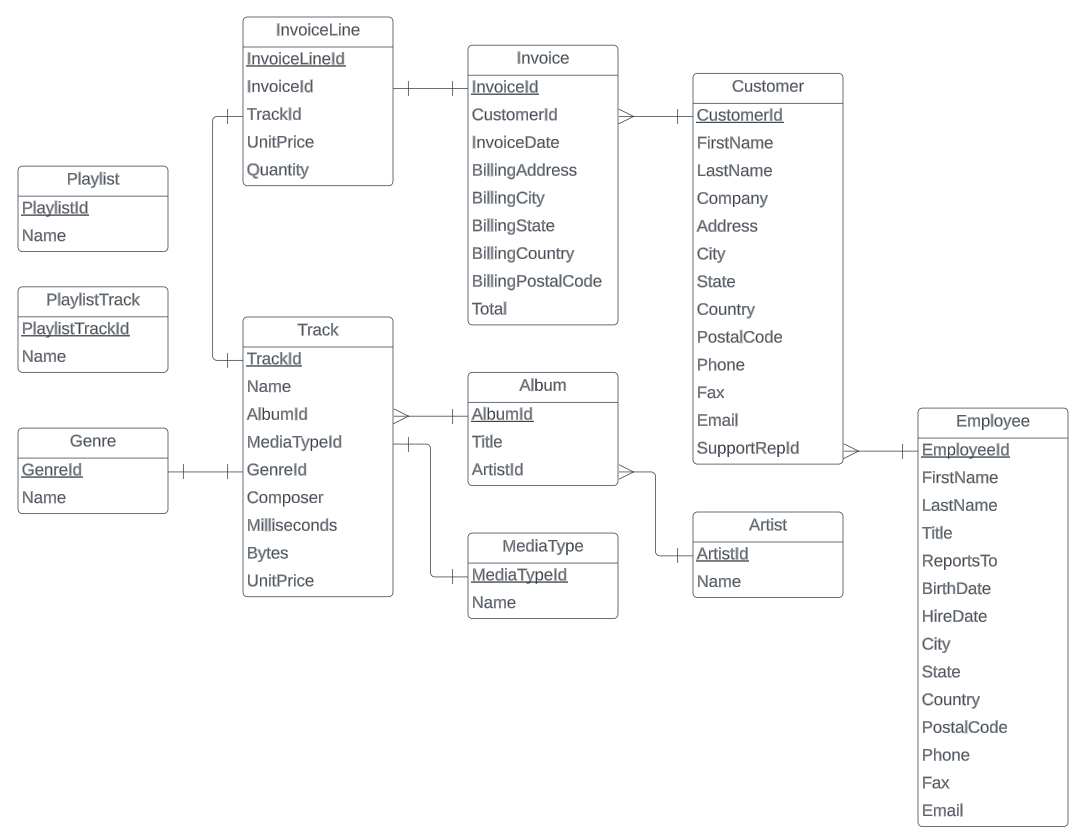 InvoiceLine
InvoiceLineId
InvoiceId
TrackId
UnitPrice
Quantity
Invoice
InvoiceId
CustomerId
InvoiceDate
BillingAddress
BillingCity
BillingState
BillingCountry
BillingPostalCode
Total
Customer
CustomerId
FirstName
LastName
Company
Address
City
State
Country
PostalCode
Phone
Fax
Email
SupportRepId
Playlist
PlaylistId
Name
PlaylistTrack
PlaylistTrackId
Name
Genre
GenreId
Name
Track
TrackId
Name
AlbumId
MediaTypeId
GenreId
Composer
Milliseconds
Bytes
UnitPrice
Album
AlbumId
Title
ArtistId
MediaType
MediaTypeId
Name
Artist
ArtistId
Name
Employee
EmployeeId
FirstName
LastName
Title
ReportsTo
BirthDate
HireDate
City
State
Country
PostalCode
Phone
Fax
Email